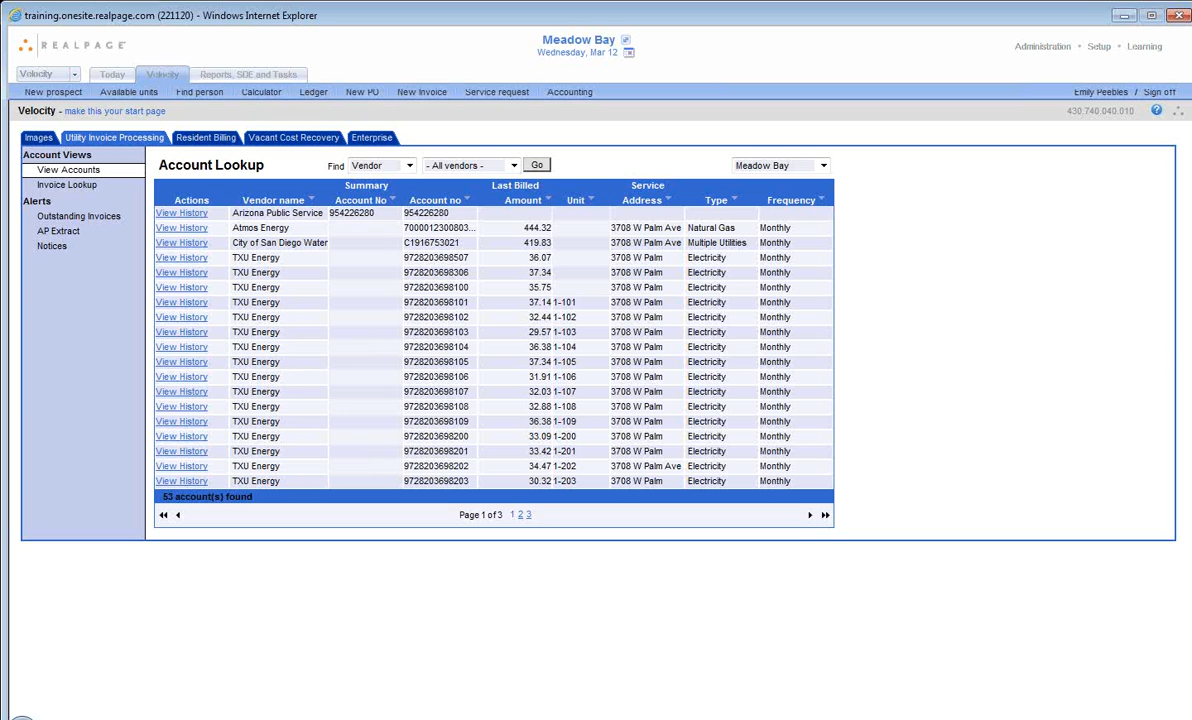 training.onesite.realpage.com (221120) - Windows Internet Explorer
REALPAGE
Meadow Bay
Wednesday, Mar 12
Administration • Setup • Learning
Velocity Today Velocity Reports, SDE and Tasks
New prospect Available units Find person Calculator Ledger New PO New Invoice Service request Accounting Emily Peebles / Sign off
Velocity - make this your start page 430.740.040.010
Images Utility Invoice Processing Resident Billing Vacant Cost Recovery Enterprise
Account Views
View Accounts
Invoice Lookup
Alerts
Outstanding Invoices
AP Extract
Notices
Account Lookup Find Vendor - All vendors - Go Meadow Bay
Summary Last Billed Service
Actions Vendor name Account No Account no Amount Unit Address Type Frequency
View History Arizona Public Service 954226280 954226280
View History Atmos Energy 7000012300803... 444.32 3708 W Palm Ave Natural Gas Monthly
View History City of San Diego Water C1916753021 419.83 3708 W Palm Ave Multiple Utilities Monthly
View History TXU Energy 9728203698507 36.07 3708 W Palm Electricity Monthly
View History TXU Energy 9728203698306 37.34 3708 W Palm Electricity Monthly
View History TXU Energy 9728203698100 35.75 3708 W Palm Electricity Monthly
View History TXU Energy 9728203698101 37.14 1-101 3708 W Palm Electricity Monthly
View History TXU Energy 9728203698102 32.44 1-102 3708 W Palm Electricity Monthly
View History TXU Energy 9728203698103 29.57 1-103 3708 W Palm Electricity Monthly
View History TXU Energy 9728203698104 36.38 1-104 3708 W Palm Electricity Monthly
View History TXU Energy 9728203698105 37.34 1-105 3708 W Palm Electricity Monthly
View History TXU Energy 9728203698106 31.91 1-106 3708 W Palm Electricity Monthly
View History TXU Energy 9728203698107 32.03 1-107 3708 W Palm Electricity Monthly
View History TXU Energy 9728203698108 32.88 1-108 3708 W Palm Electricity Monthly
View History TXU Energy 9728203698109 36.38 1-109 3708 W Palm Electricity Monthly
View History TXU Energy 9728203698200 33.09 1-200 3708 W Palm Electricity Monthly
View History TXU Energy 9728203698201 33.42 1-201 3708 W Palm Electricity Monthly
View History TXU Energy 9728203698202 34.47 1-202 3708 W Palm Ave Electricity Monthly
View History TXU Energy 9728203698203 30.32 1-203 3708 W Palm Electricity Monthly
53 account(s) found
Page 1 of 3 1 2 3